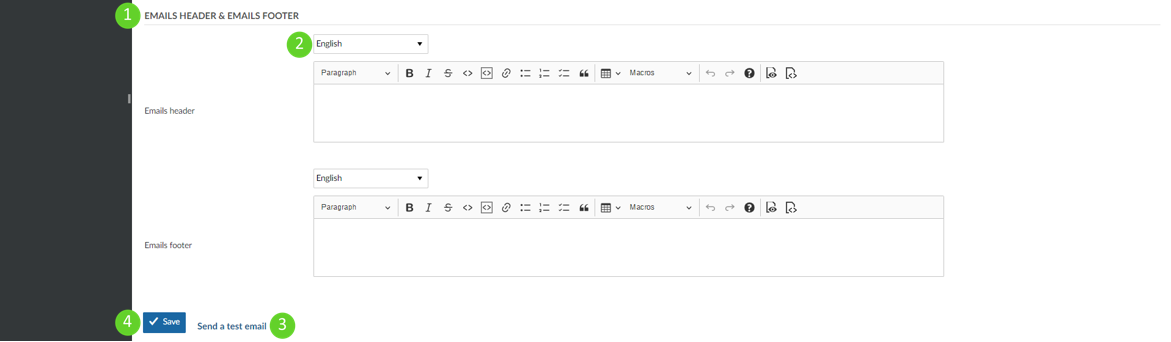 1 EMAILS HEADER & EMAILS FOOTER
2 English
Paragraph B I S Macros
Emails header
English
Paragraph B I S Macros
Emails footer
4 Save Send a test email 3